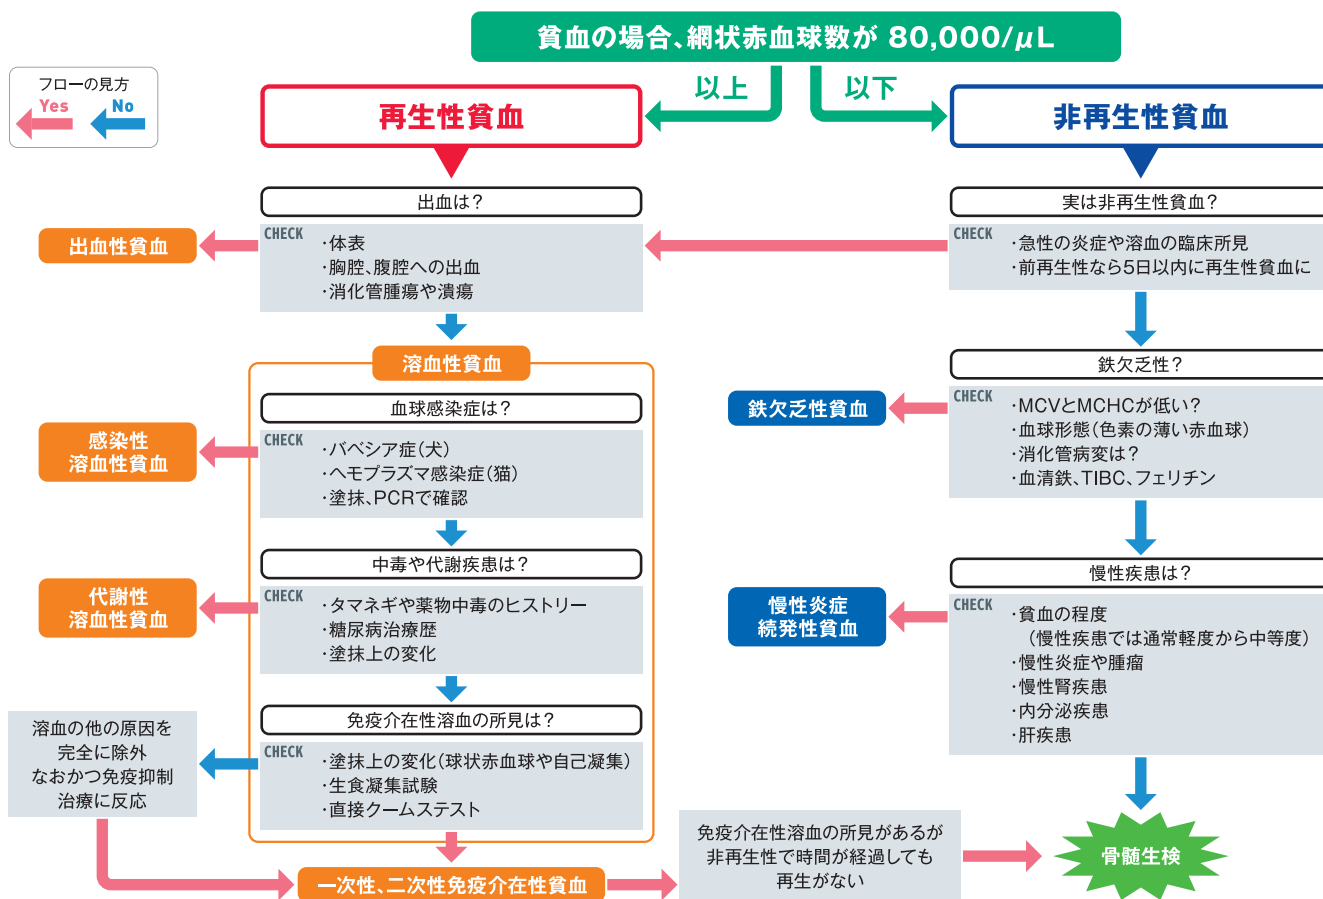 貧血の場合、網状赤血球数が 80,000/μL
フローの見方
Yes
No
以上
以下
再生性貧血
非再生性貧血
出血は?
CHECK
・体表
・胸腔、腹腔への出血
・消化管腫瘍や潰瘍
出血性貧血
溶血性貧血
血球感染症は?
CHECK
・バベシア症(犬)
・ヘモプラズマ感染症(猫)
・塗抹、PCRで確認
感染性
溶血性貧血
中毒や代謝疾患は?
CHECK
・タマネギや薬物中毒のヒストリー
・糖尿病治療歴
・塗抹上の変化
代謝性
溶血性貧血
免疫介在性溶血の所見は?
CHECK
・塗抹上の変化(球状赤血球や自己凝集)
・生食凝集試験
・直接クームステスト
溶血の他の原因を
完全に除外
なおかつ免疫抑制
治療に反応
一次性、二次性免疫介在性貧血
免疫介在性溶血の所見があるが
非再生性で時間が経過しても
再生がない
実は非再生性貧血?
CHECK
・急性の炎症や溶血の臨床所見
・前再生性なら5日以内に再生性貧血に
鉄欠乏性?
CHECK
・MCVとMCHCが低い?
・血球形態(色素の薄い赤血球)
・消化管病変は?
・血清鉄、TIBC、フェリチン
鉄欠乏性貧血
慢性疾患は?
CHECK
・貧血の程度
(慢性疾患では通常軽度から中等度)
・慢性炎症や腫瘤
・慢性腎疾患
・内分泌疾患
・肝疾患
慢性炎症
続発性貧血
骨髄生検